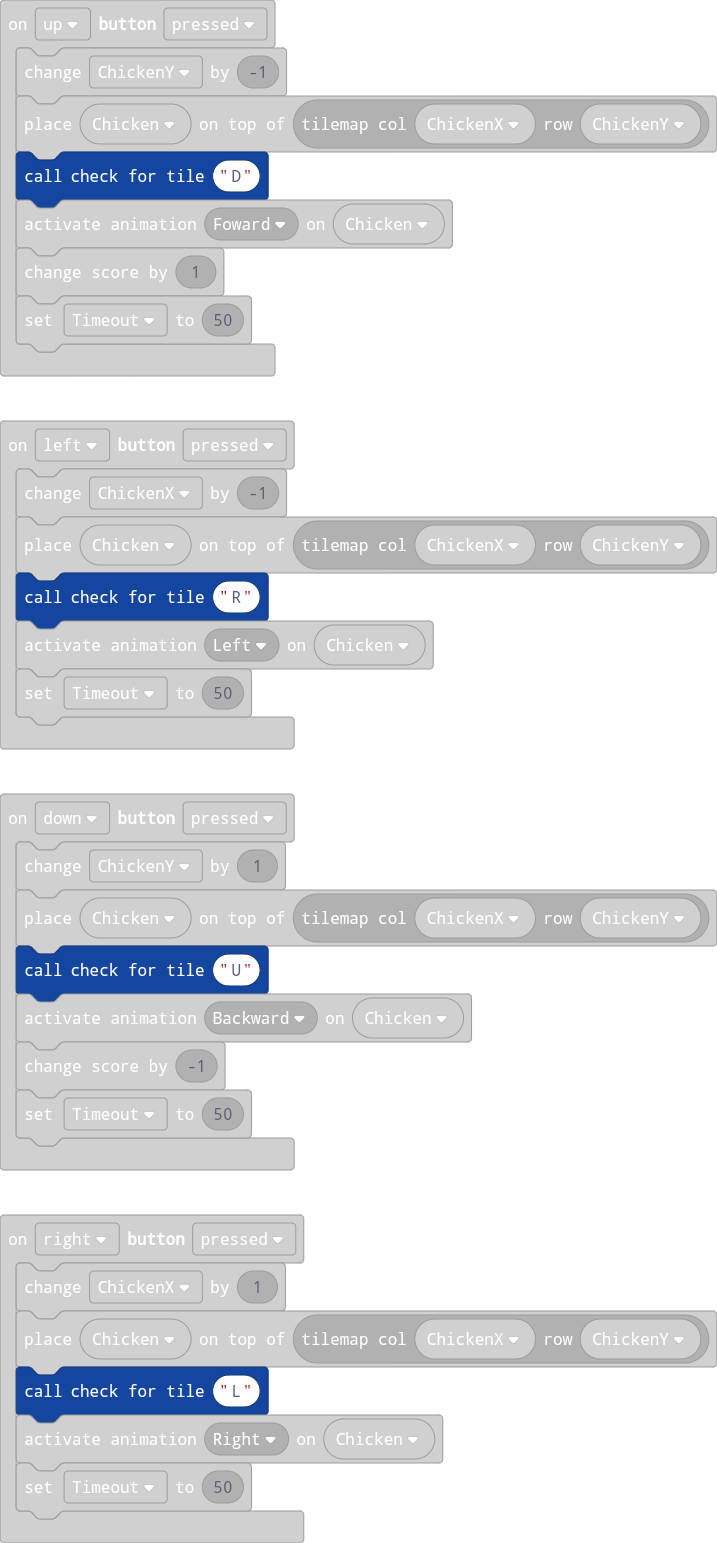 on up button pressed
change ChickenY by -1
place Chicken on top of tilemap col ChickenX row ChickenY
call check for tile "D"
activate animation Foward on Chicken
change score by 1
set Timeout to 50
on left button pressed
change ChickenX by -1
place Chicken on top of tilemap col ChickenX row ChickenY
call check for tile "R"
activate animation Left on Chicken
set Timeout to 50
on down button pressed
change ChickenY by 1
place Chicken on top of tilemap col ChickenX row ChickenY
call check for tile "U"
activate animation Backward on Chicken
change score by -1
set Timeout to 50
on right button pressed
change ChickenX by 1
place Chicken on top of tilemap col ChickenX row ChickenY
call check for tile "L"
activate animation Right on Chicken
set Timeout to 50